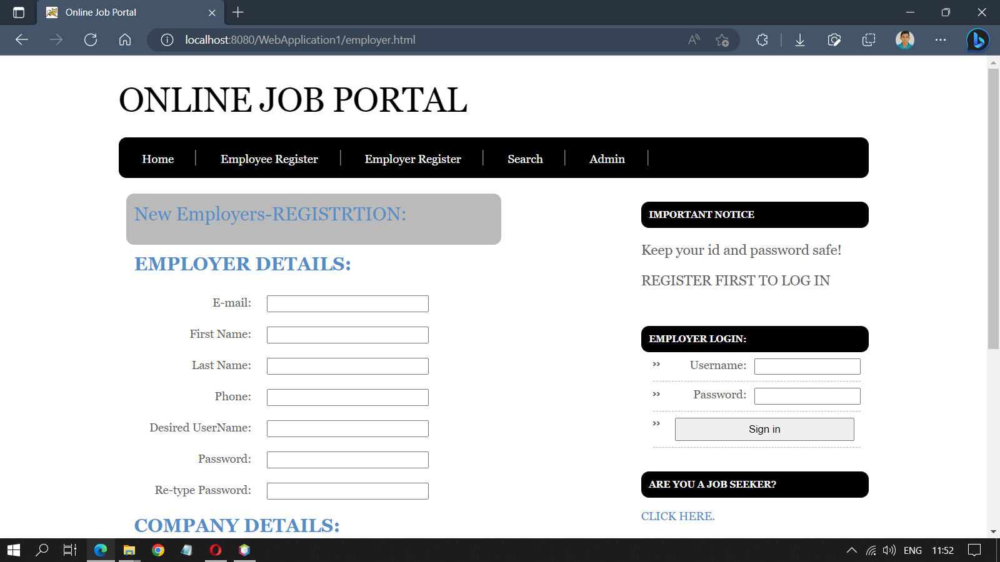 Online Job Portal
localhost:8080/WebApplication1/employer.html
ONLINE JOB PORTAL
Home
Employee Register
Employer Register
Search
Admin
New Employers-REGISTRTION:
EMPLOYER DETAILS:
E-mail:
First Name:
Last Name:
Phone:
Desired UserName:
Password:
Re-type Password:
COMPANY DETAILS:
IMPORTANT NOTICE
Keep your id and password safe!
REGISTER FIRST TO LOG IN
EMPLOYER LOGIN:
>> Username:
>> Password:
>> Sign in
ARE YOU A JOB SEEKER?
CLICK HERE.
ENG 11:52